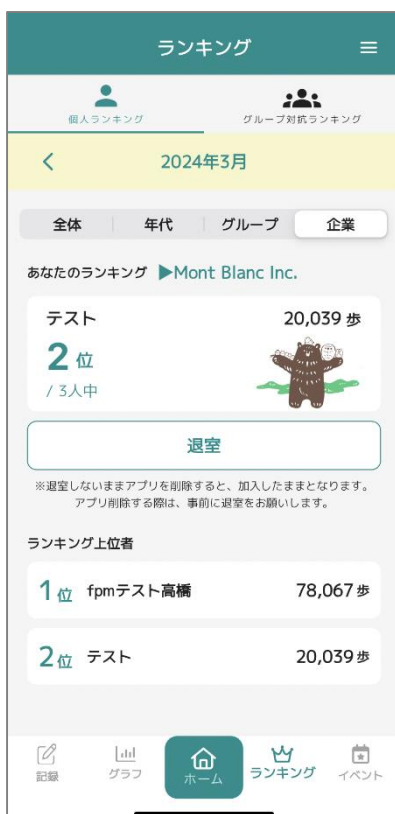 ランキング
個人ランキング グループ対抗ランキング
2024年3月
全体 年代 グループ 企業
あなたのランキング ▶Mont Blanc Inc.
テスト 20,039 歩
2 位
/ 3人中
退室
※退室しないままアプリを削除すると、加入したままとなります。
アプリ削除する際は、事前に退室をお願いします。
ランキング上位者
1位 fpmテスト高橋 78,067歩
2位 テスト 20,039歩
記録 グラフ ホーム ランキング イベント